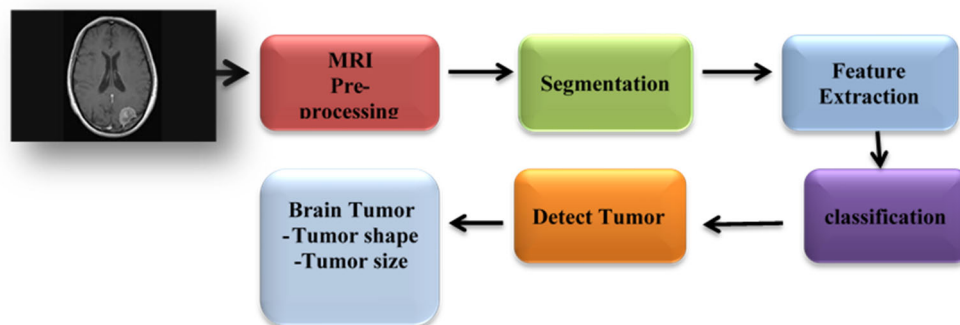 MRI
Pre-
processing
Segmentation
Feature
Extraction
classification
Detect Tumor
Brain Tumor
-Tumor shape
-Tumor size